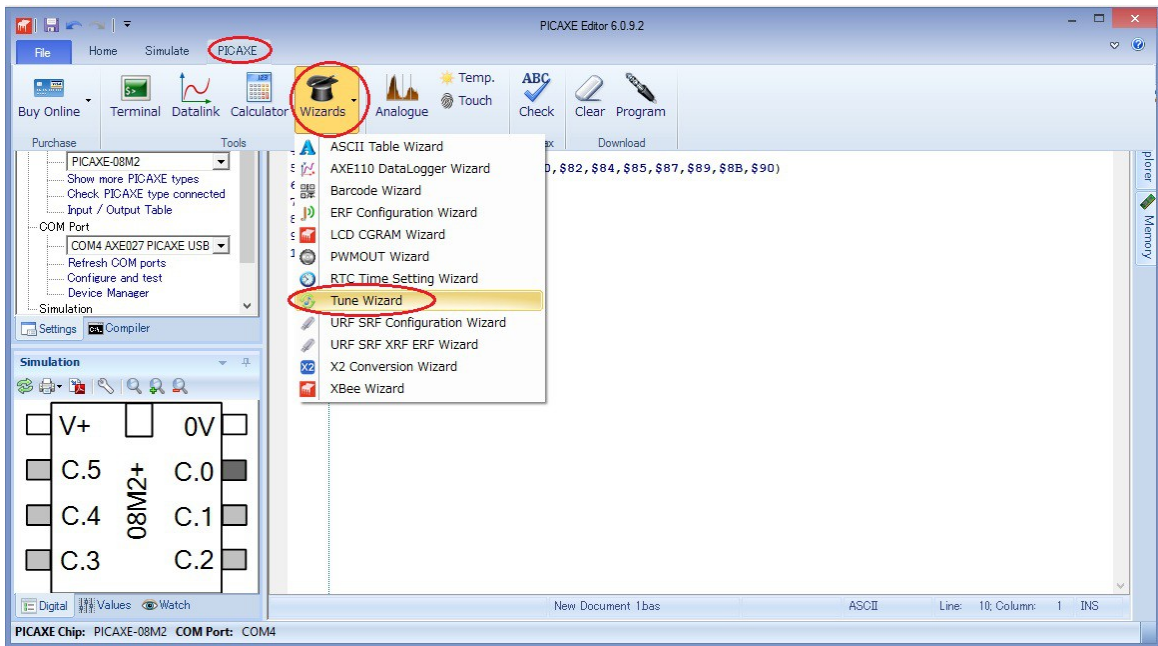 PICAXE Editor 6.0.9.2
File Home Simulate PICAXE
Buy Online Terminal Datalink Calculator Wizards Analogue Temp. Touch ABC Check Clear Program
Purchase Tools Download
PICAXE-08M2
Show more PICAXE types
Check PICAXE type connected
Input / Output Table
COM Port
COM4 AXE027 PICAXE USB
Refresh COM ports
Configure and test
Device Manager
Simulation
Settings Compiler
ASCII Table Wizard
AXE110 DataLogger Wizard
Barcode Wizard
ERF Configuration Wizard
LCD CGRAM Wizard
PWMOUT Wizard
RTC Time Setting Wizard
Tune Wizard
URF SRF Configuration Wizard
URF SRF XRF ERF Wizard
X2 Conversion Wizard
XBee Wizard
,$82,$84,$85,$87,$89,$8B,$90)
plorer
Memory
Simulation
V+ 0V
C.5 C.0
C.4 C.1
C.3 C.2
08M2+
Digital Values Watch
New Document 1.bas ASCII Line: 10; Column: 1 INS
PICAXE Chip: PICAXE-08M2 COM Port: COM4